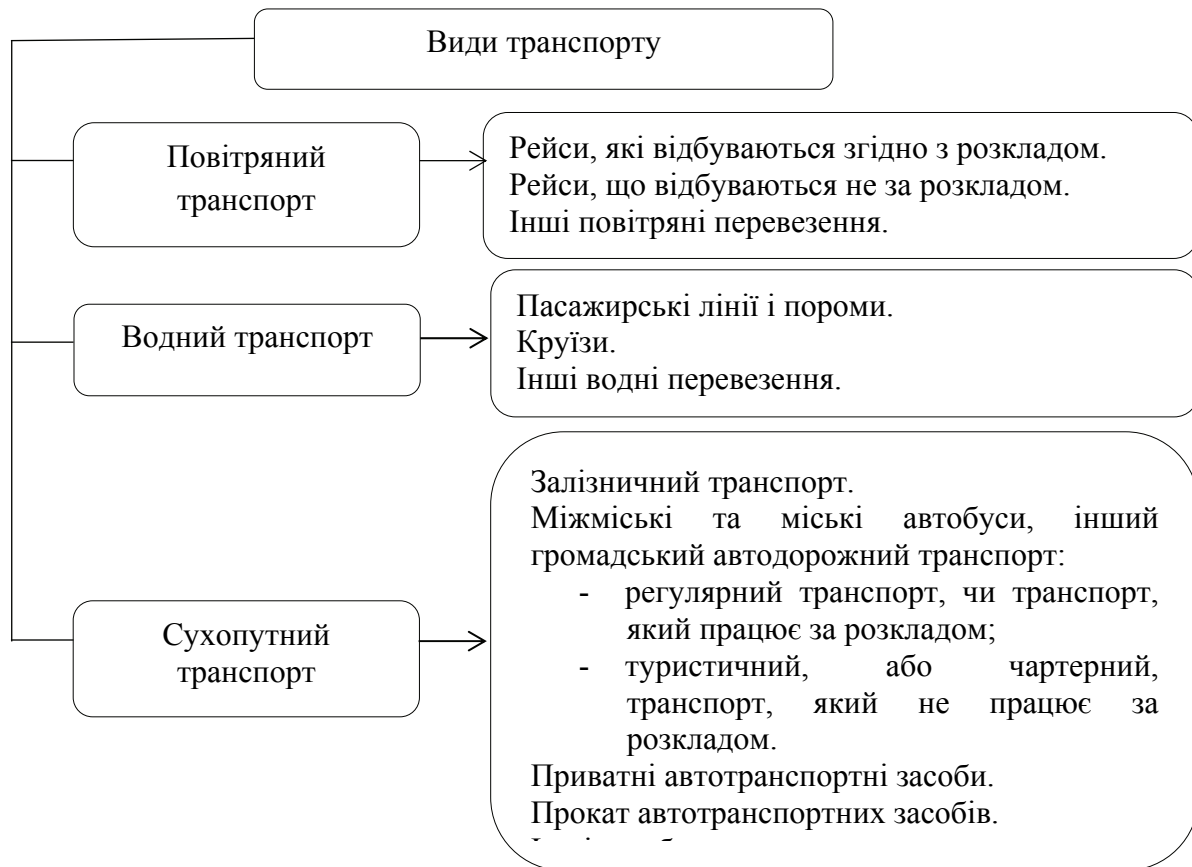 Види транспорту
Повітряний
транспорт
Рейси, які відбуваються згідно з розкладом.
Рейси, що відбуваються не за розкладом.
Інші повітряні перевезення.
Водний транспорт
Пасажирські лінії і пороми.
Круїзи.
Інші водні перевезення.
Сухопутний
транспорт
Залізничний транспорт.
Міжміські та міські автобуси, інший
громадський автодорожний транспорт:
- регулярний транспорт, чи транспорт,
який працює за розкладом;
- туристичний, або чартерний,
транспорт, який не працює за
розкладом.
Приватні автотранспортні засоби.
Прокат автотранспортних засобів.